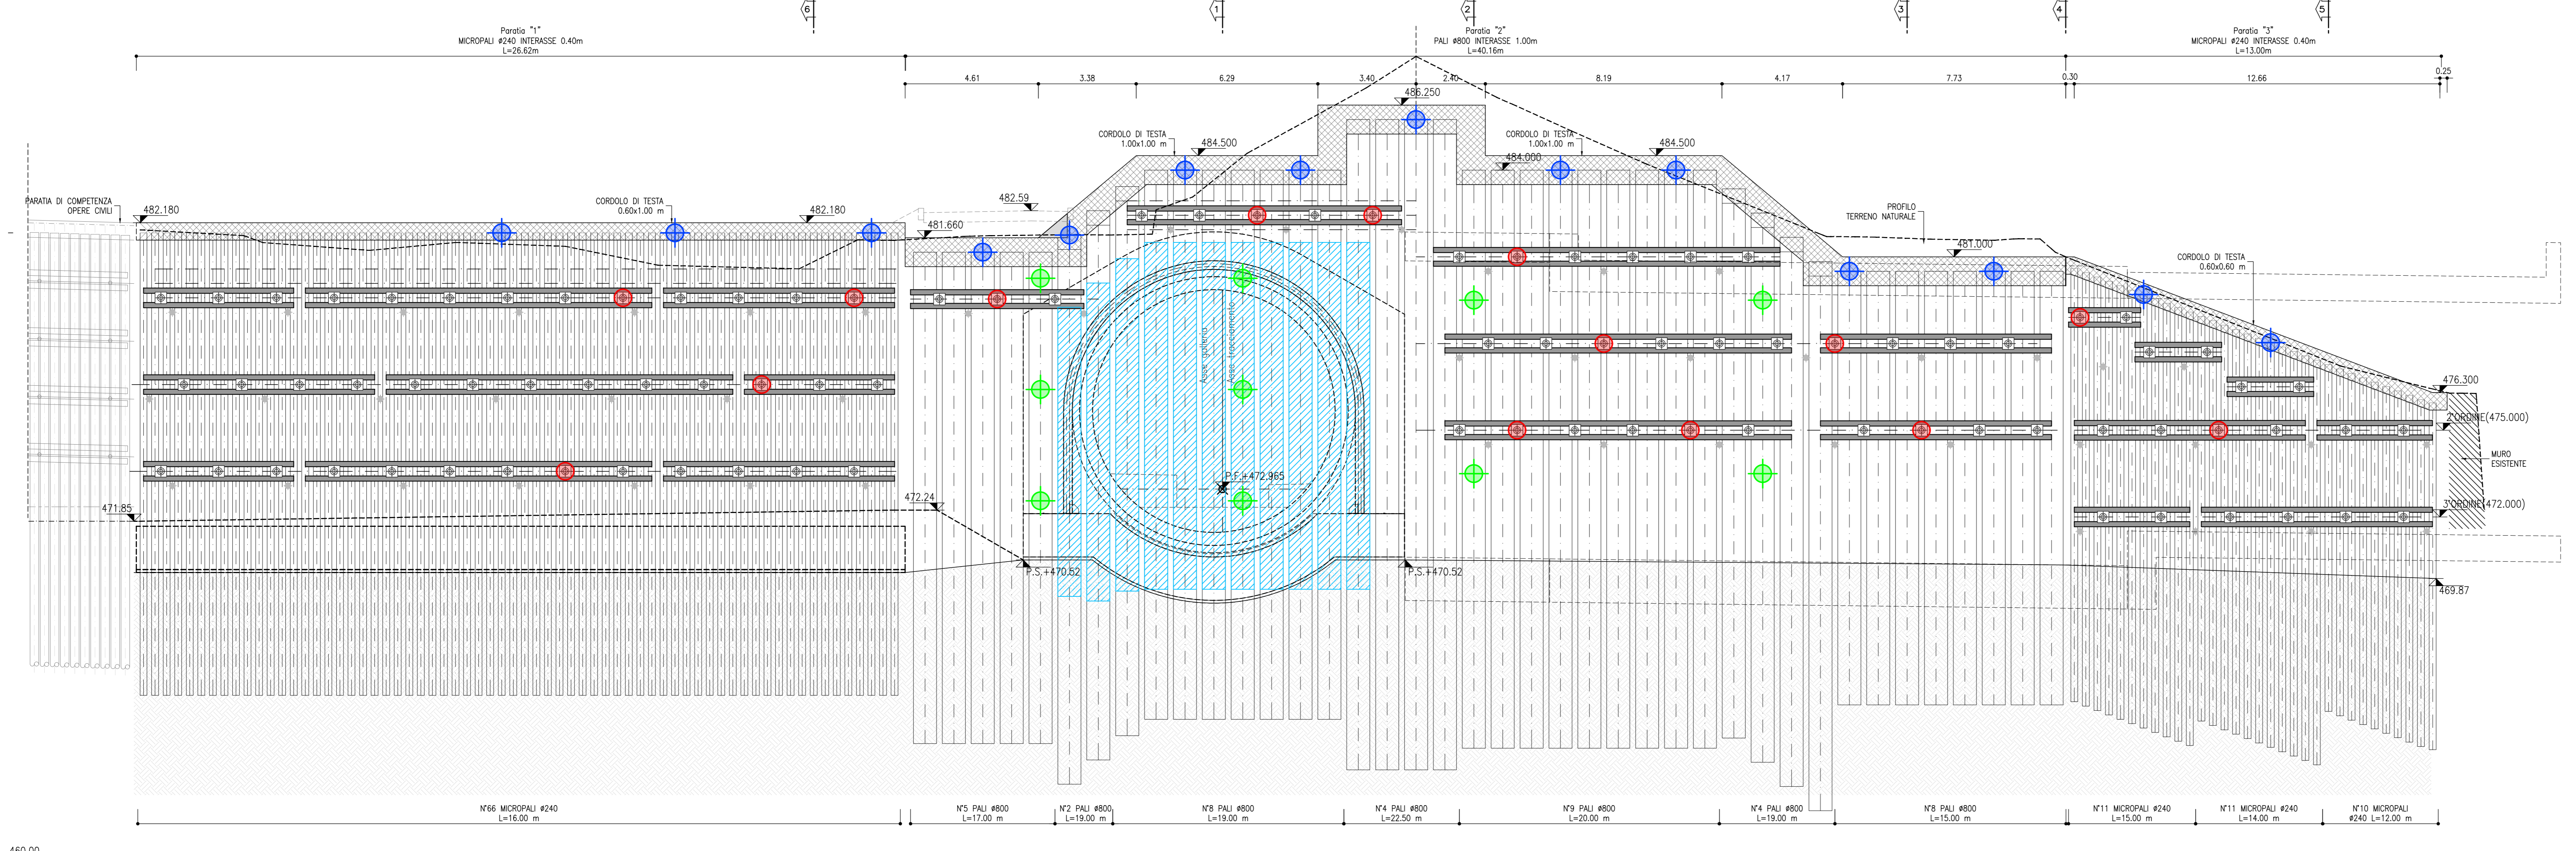 6
1
2
3
4
5
Paratia "1"
MICROPALI ø240 INTERASSE 0.40m
L=26.62m
Paratia "2"
PALI ø800 INTERASSE 1.00m
L=40.16m
Paratia "3"
MICROPALI ø240 INTERASSE 0.40m
L=13.00m
4.61
3.38
6.29
3.40
2.40
8.19
4.17
7.73
0.30
12.66
0.25
486.250
CORDOLO DI TESTA
1.00x1.00 m
484.500
CORDOLO DI TESTA
1.00x1.00 m
484.500
484.000
PARATIA DI COMPETENZA
OPERE CIVILI
482.180
CORDOLO DI TESTA
0.60x1.00 m
482.180
482.59
481.660
PROFILO
TERRENO NATURALE
481.000
CORDOLO DI TESTA
0.60x0.60 m
Asse galleria
Asse tracciamento
476.300
2°ORDINE(475.000)
MURO
ESISTENTE
P.F.+472.965
471.85
472.24
3°ORDINE(472.000)
P.S.+470.52
P.S.+470.52
469.87
N°66 MICROPALI ø240
L=16.00 m
N°5 PALI ø800
L=17.00 m
N°2 PALI ø800
L=19.00 m
N°8 PALI ø800
L=19.00 m
N°4 PALI ø800
L=22.50 m
N°9 PALI ø800
L=20.00 m
N°4 PALI ø800
L=19.00 m
N°8 PALI ø800
L=15.00 m
N°11 MICROPALI ø240
L=15.00 m
N°11 MICROPALI ø240
L=14.00 m
N°10 MICROPALI
ø240 L=12.00 m
460.00